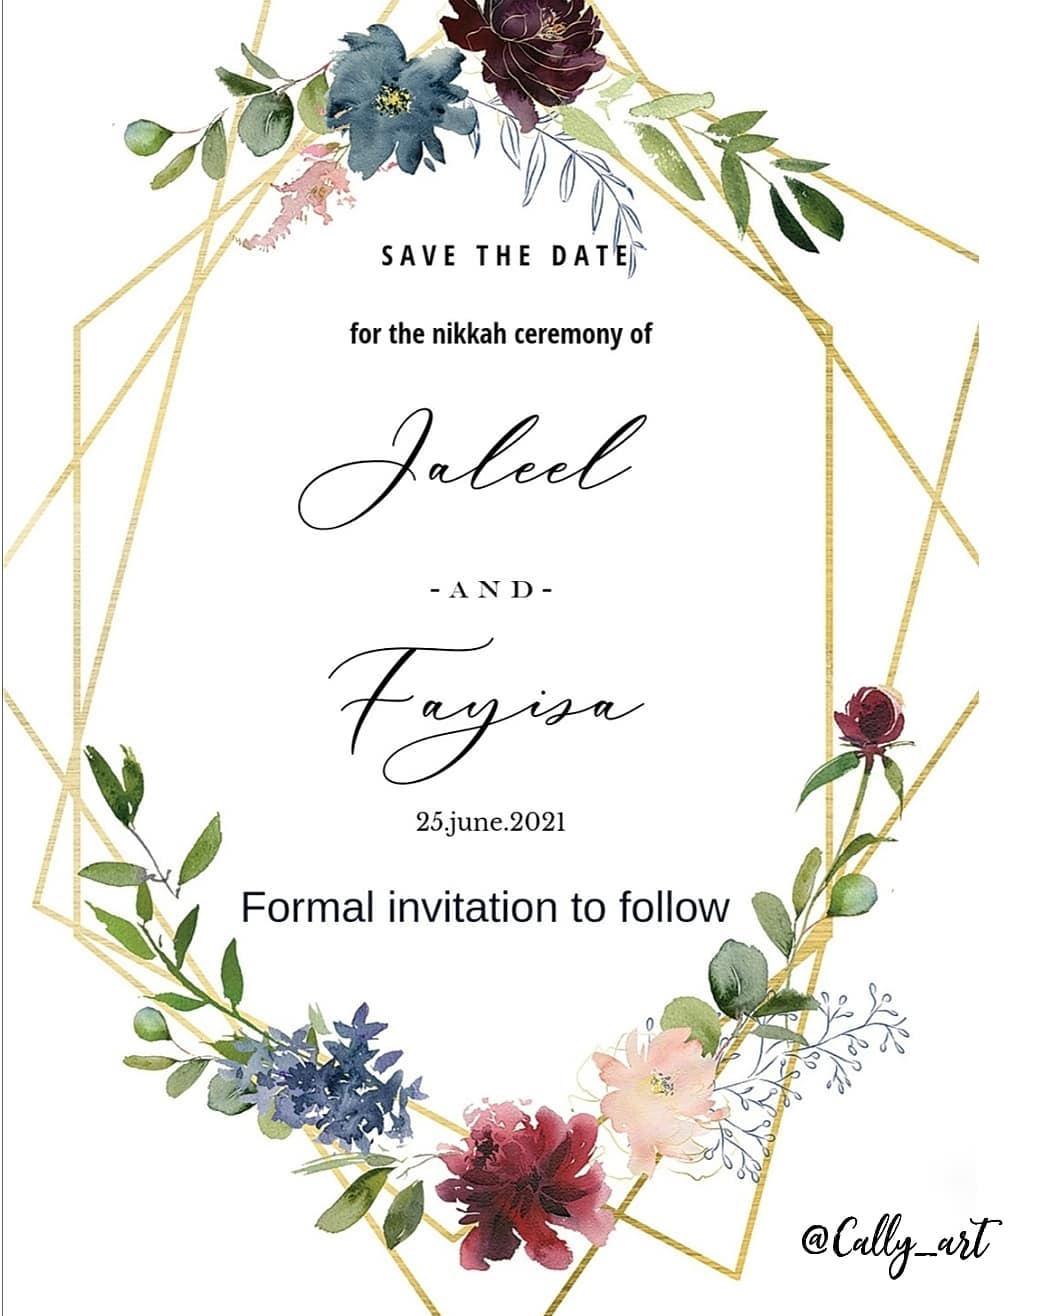 SAVE THE DATE
for the nikkah ceremony of
Jaleel
-AND-
Fayisa
25.june.2021
Formal invitation to follow
@Cally_art